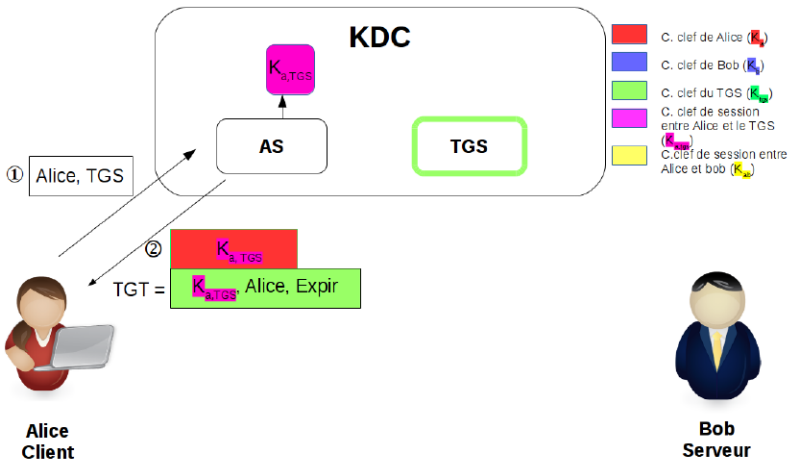 KDC
K a,TGS
AS
TGS
① Alice, TGS
②
K a, TGS
TGT = K a,TGS, Alice, Expir
Alice
Client
Bob
Serveur
C. clef de Alice (K a)
C. clef de Bob (K b)
C. clef du TGS (K tgs)
C. clef de session
entre Alice et le TGS
(K a,tgs)
C.clef de session entre
Alice et bob (K ab)